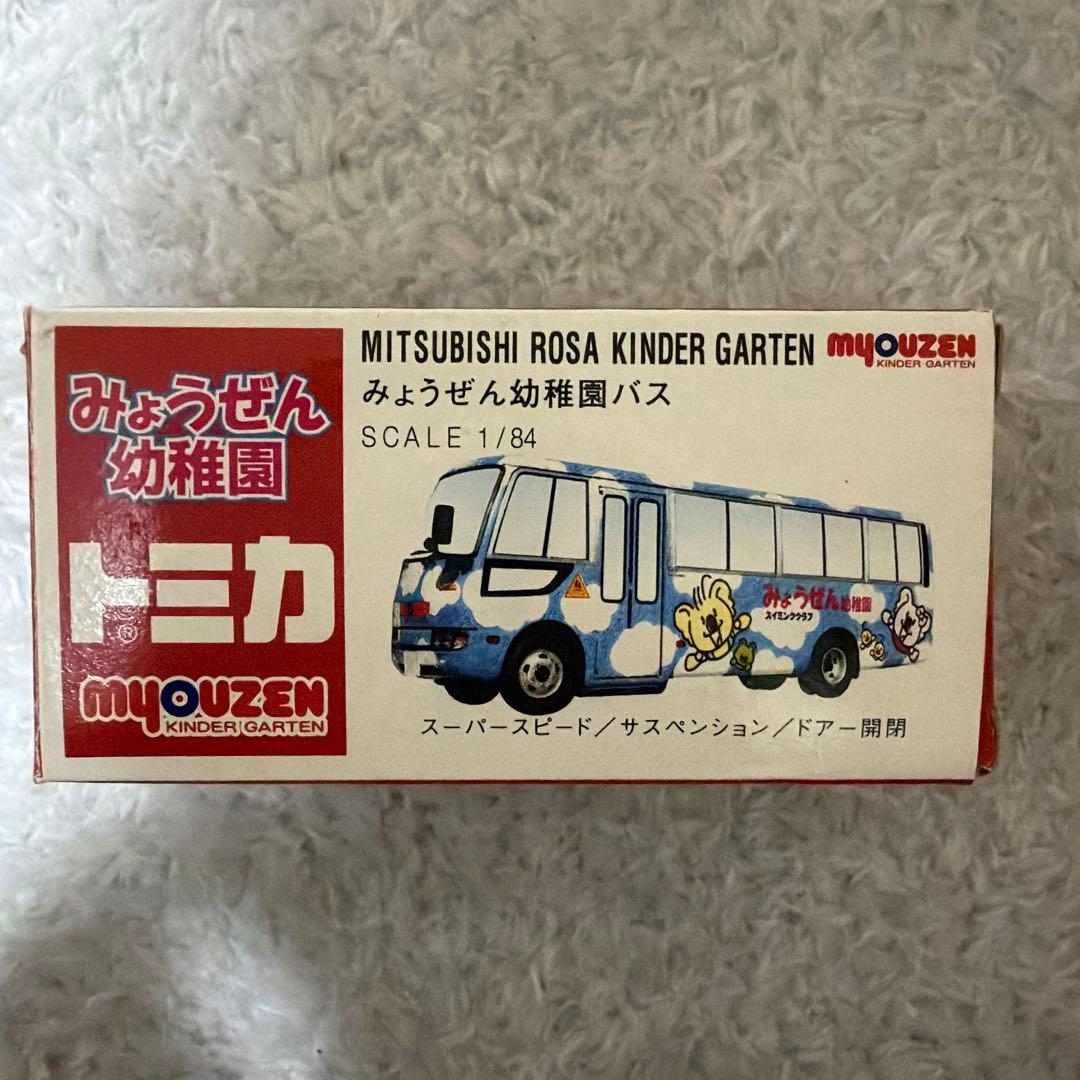 みょうぜん
幼稚園
トミカ
®
myouzen
KINDER GARTEN
MITSUBISHI ROSA KINDER GARTEN
myouzen
KINDER GARTEN
みょうぜん幼稚園バス
SCALE 1/84
みょうぜん幼稚園
スイミングクラブ
スーパースピード/サスペンション/ドアー開閉